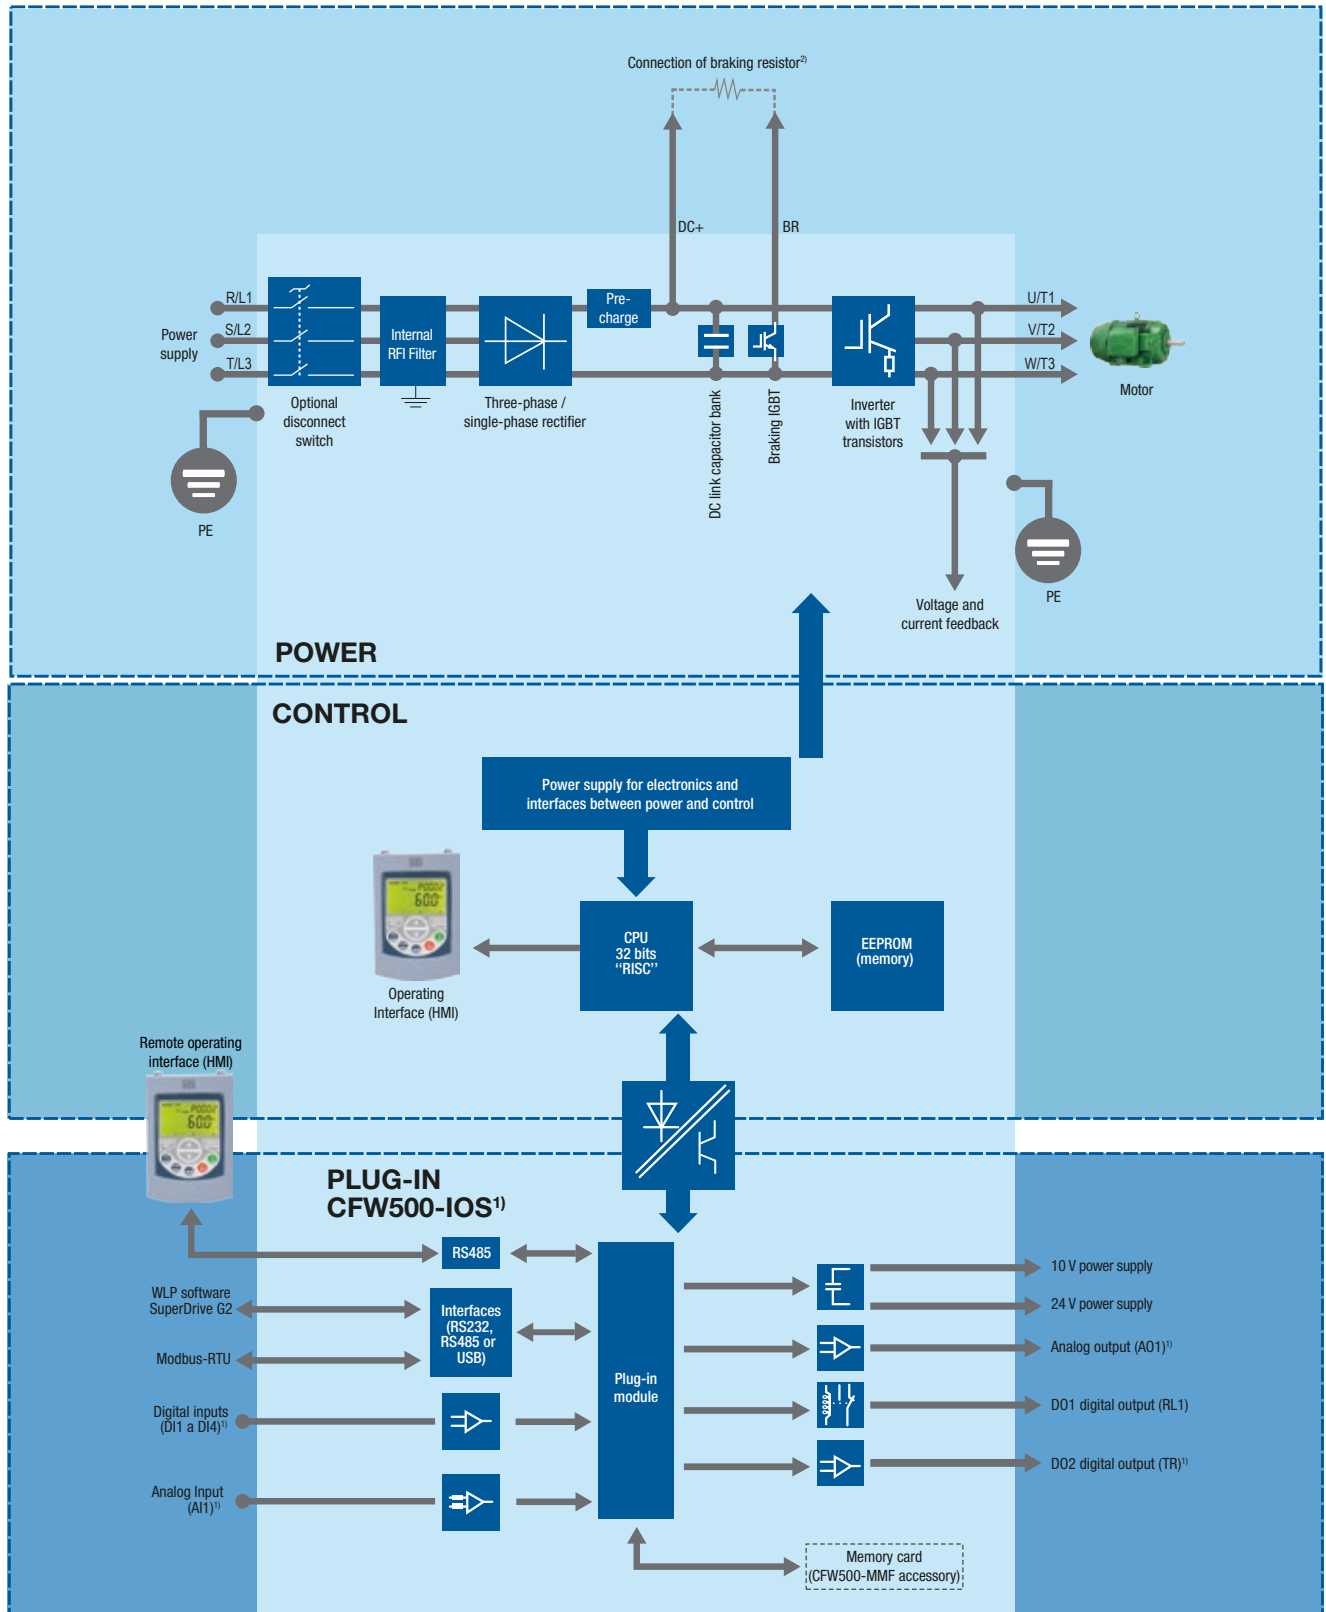 Connection of braking resistor2)
DC+
BR
R/L1
S/L2
T/L3
Power
supply
Internal
RFI Filter
Pre-
charge
U/T1
V/T2
W/T3
Motor
Optional
disconnect
switch
Three-phase /
single-phase rectifier
DC link capacitor bank
Braking IGBT
Inverter
with IGBT
transistors
PE
PE
Voltage and
current feedback
POWER
CONTROL
Power supply for electronics and
interfaces between power and control
P0002
60.0
CPU
32 bits
"RISC"
EEPROM
(memory)
Operating
Interface (HMI)
Remote operating
interface (HMI)
P0002
60.0
PLUG-IN
CFW500-IOS1)
RS485
WLP software
SuperDrive G2
Interfaces
(RS232,
RS485 or
USB)
Modbus-RTU
Digital inputs
(DI1 a DI4)1)
Analog Input
(AI1)1)
Plug-in
module
10 V power supply
24 V power supply
Analog output (AO1)1)
DO1 digital output (RL1)
DO2 digital output (TR)1)
Memory card
(CFW500-MMF accessory)